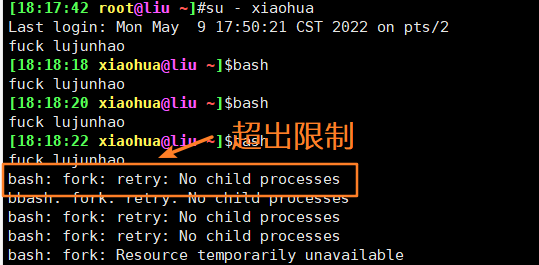 [18:17:42 root@liu ~]#su - xiaohua
Last login: Mon May  9 17:50:21 CST 2022 on pts/2
fuck lujunhao
[18:18:18 xiaohua@liu ~]$bash
fuck lujunhao
[18:18:20 xiaohua@liu ~]$bash
fuck lujunhao
[18:18:22 xiaohua@liu ~]$bash
超出限制
fuck lujunhao
bash: fork: retry: No child processes
bbash: fork: retry: No child processes
bash: fork: retry: No child processes
bash: fork: retry: No child processes
bash: fork: Resource temporarily unavailable